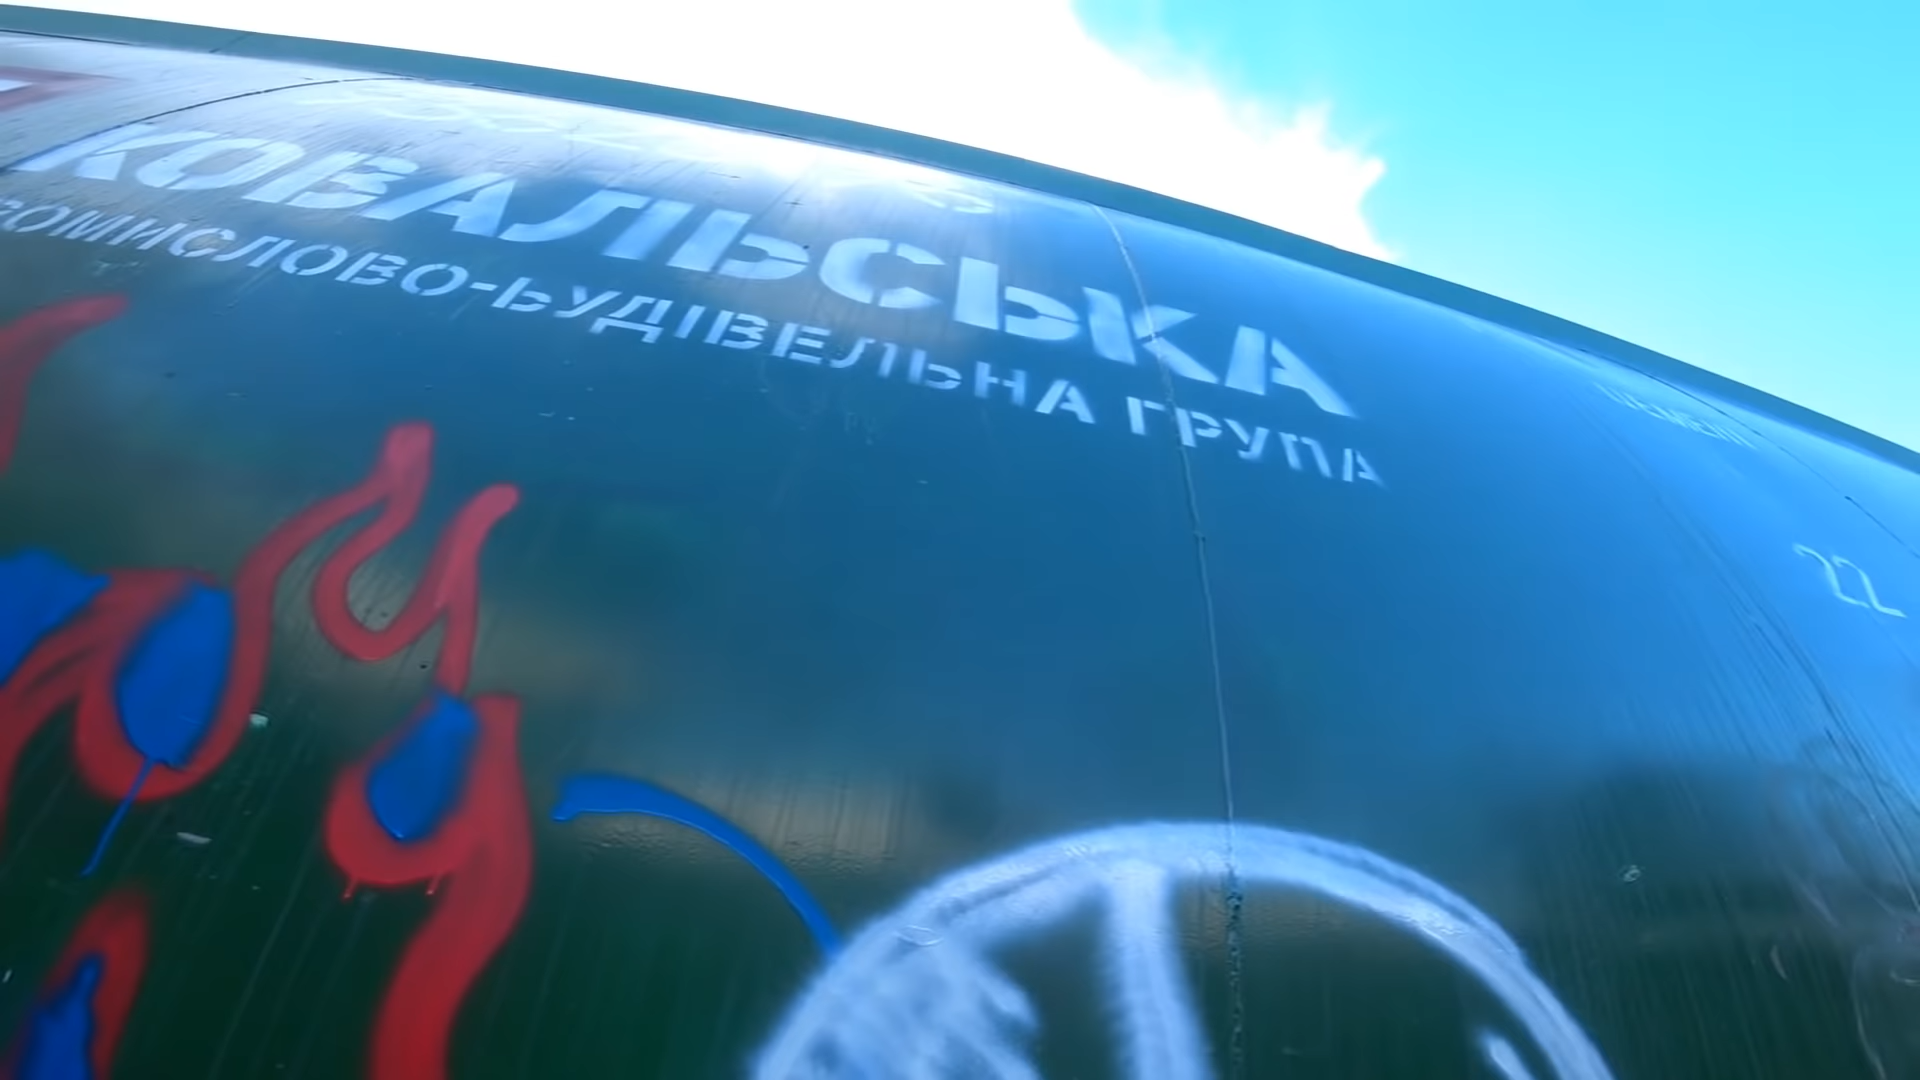 КОВАЛЬСЬКА
ПРОМИСЛОВО-БУДІВЕЛЬНА ГРУПА
22